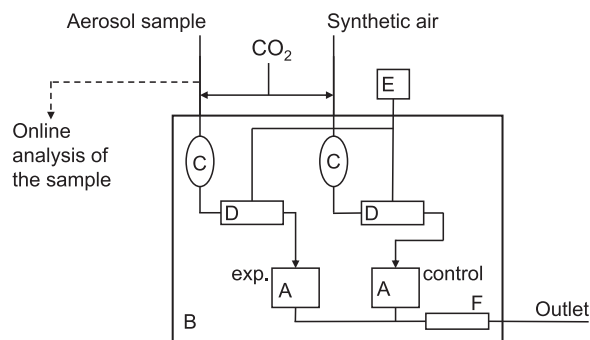 Aerosol sample
Synthetic air
CO₂
E
Online
analysis of
the sample
C
C
D
D
exp.
A
A
control
B
F
Outlet